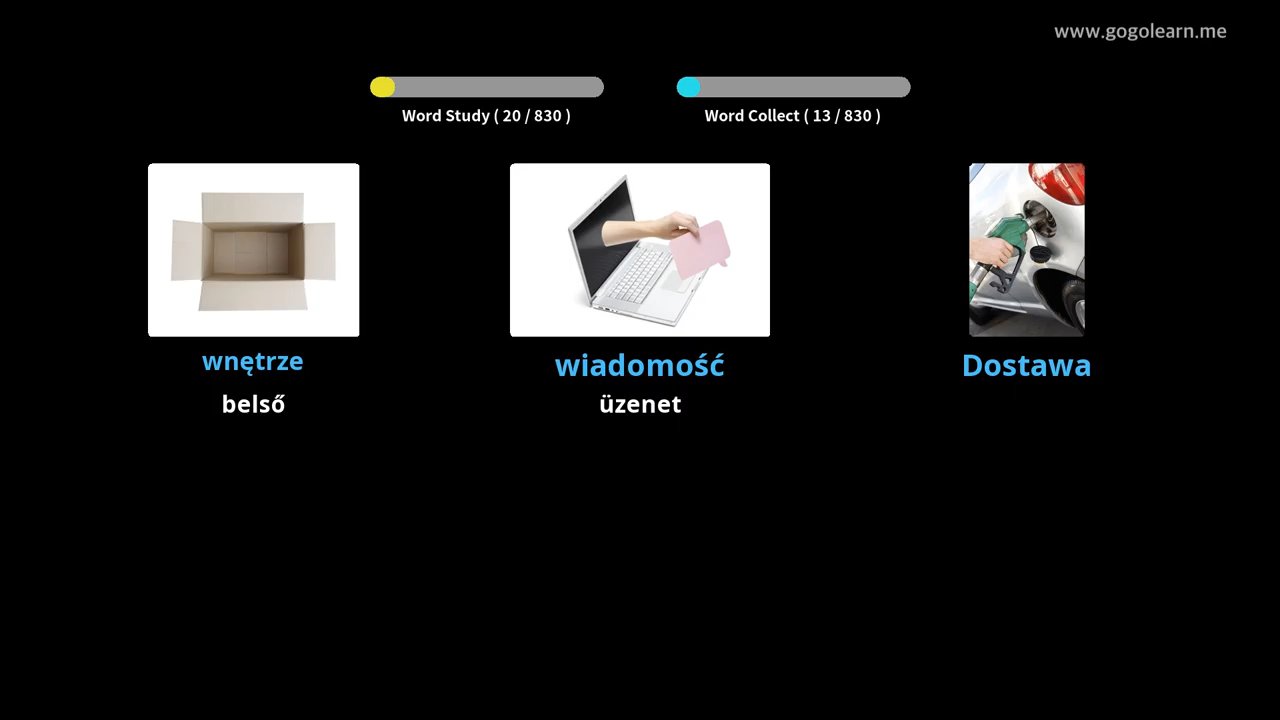 www.gogolearn.me
Word Study ( 20 / 830 )
Word Collect ( 13 / 830 )
wnętrze
wiadomość
Dostawa
belső
üzenet